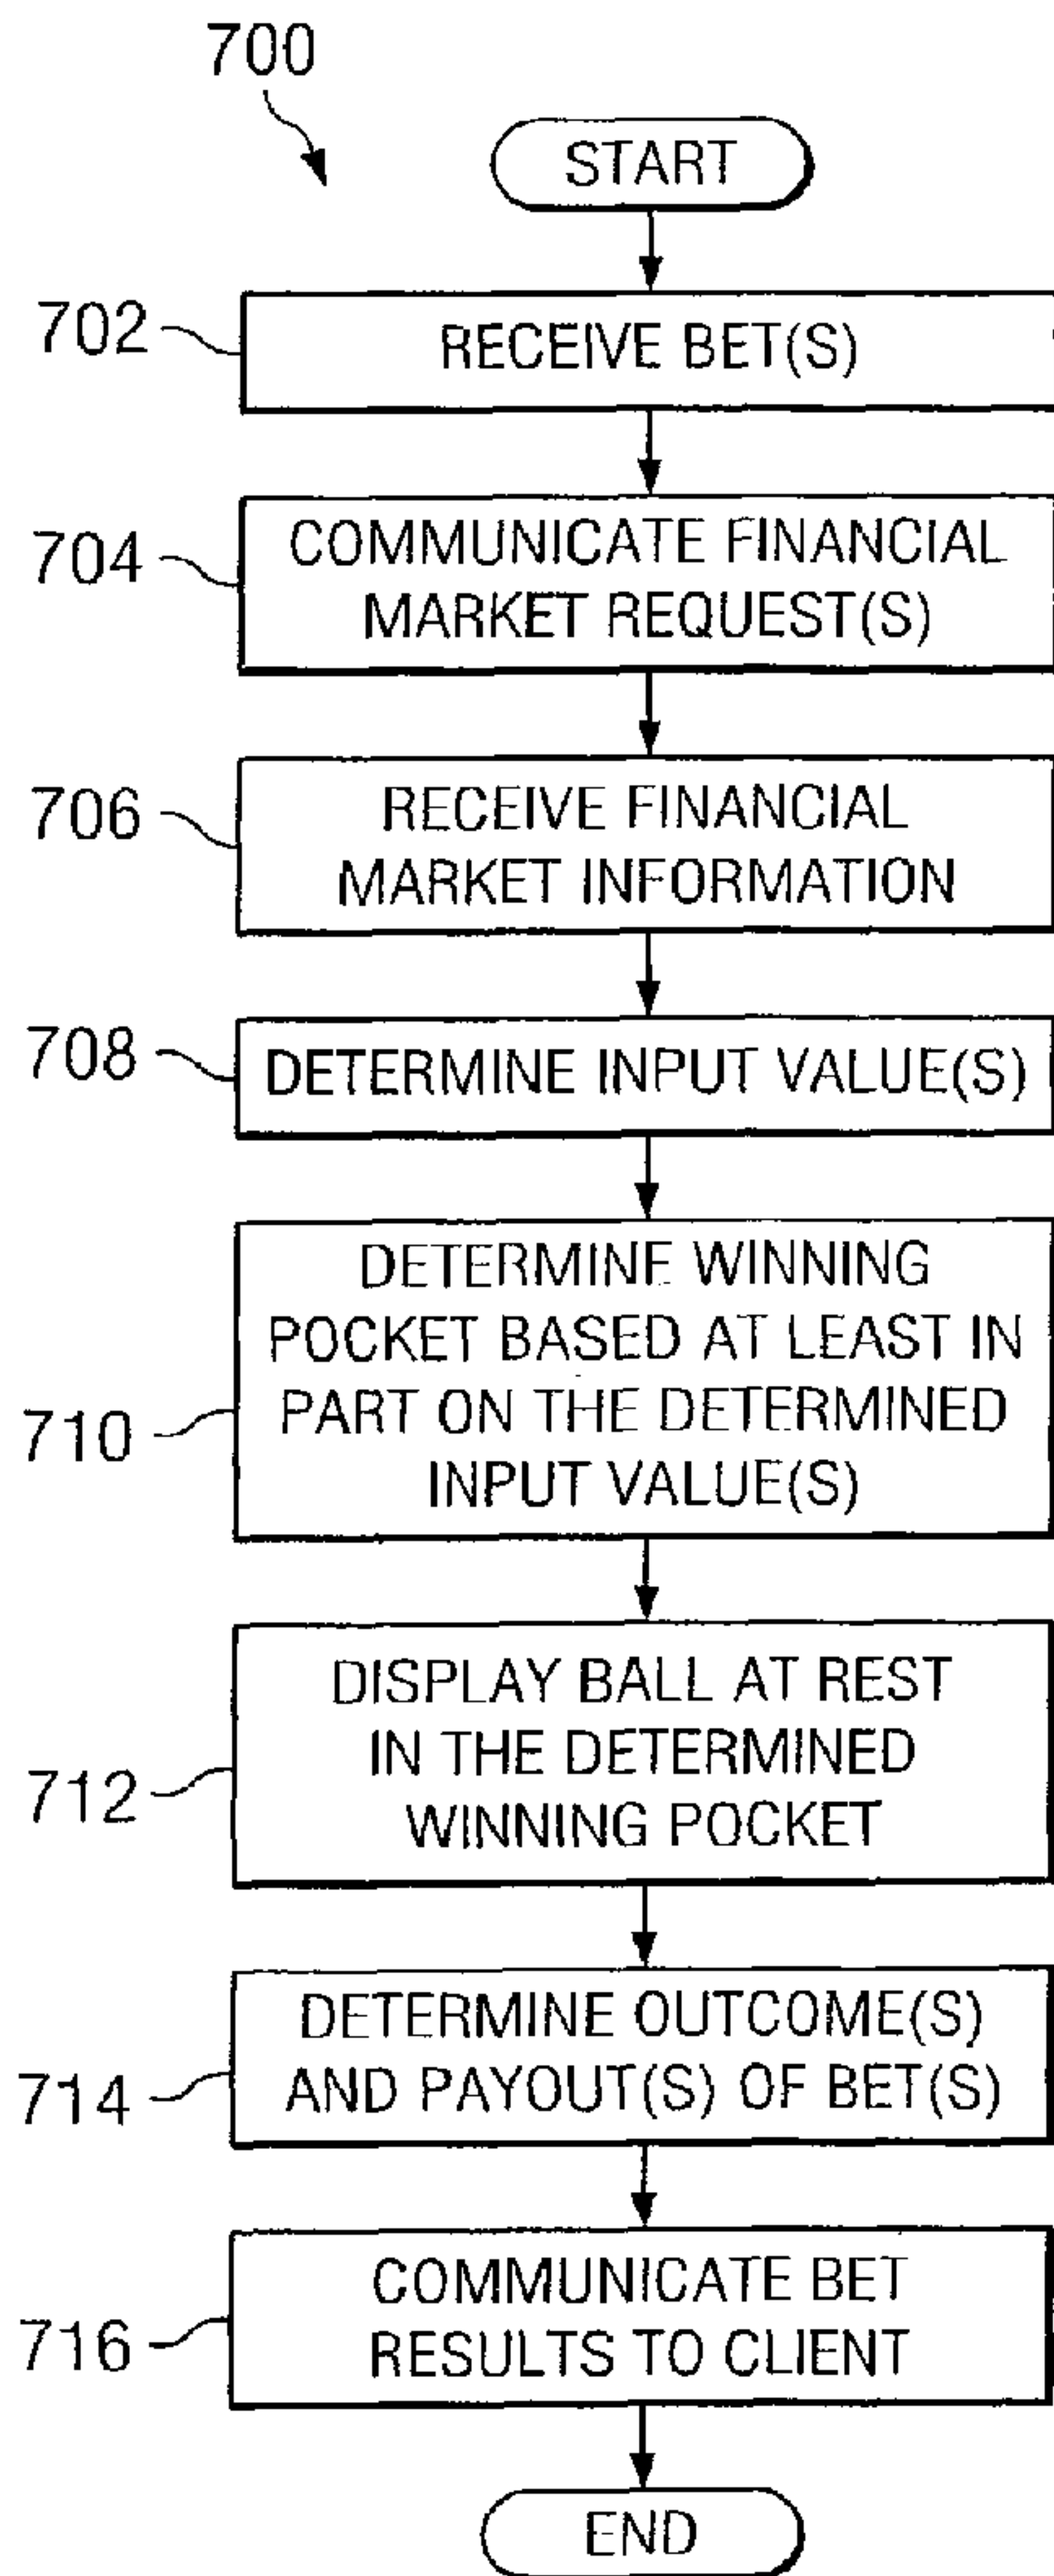 700
START
702
RECEIVE BET(S)
704
COMMUNICATE FINANCIAL
MARKET REQUEST(S)
706
RECEIVE FINANCIAL
MARKET INFORMATION
708
DETERMINE INPUT VALUE(S)
710
DETERMINE WINNING
POCKET BASED AT LEAST IN
PART ON THE DETERMINED
INPUT VALUE(S)
712
DISPLAY BALL AT REST
IN THE DETERMINED
WINNING POCKET
714
DETERMINE OUTCOME(S)
AND PAYOUT(S) OF BET(S)
716
COMMUNICATE BET
RESULTS TO CLIENT
END